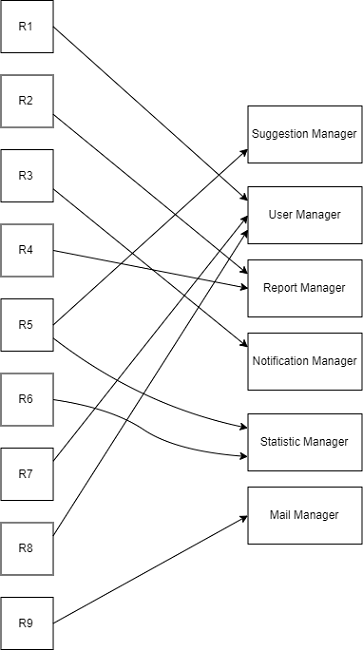 R1
R2
R3
R4
R5
R6
R7
R8
R9
Suggestion Manager
User Manager
Report Manager
Notification Manager
Statistic Manager
Mail Manager